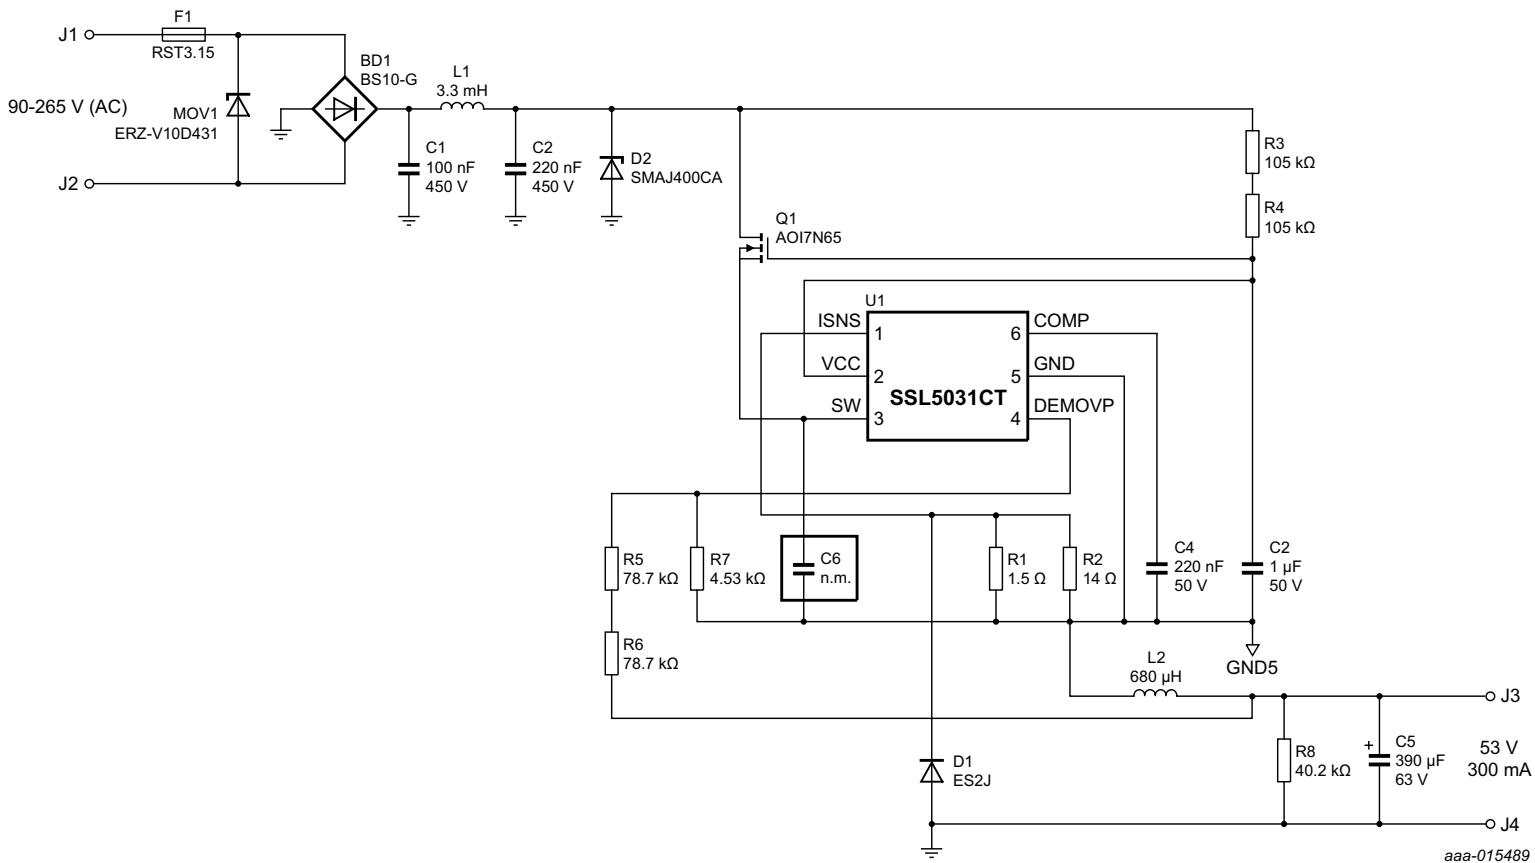 F1
J1
RST3.15
BD1
BS10-G
L1
3.3 mH
90-265 V (AC)
MOV1
ERZ-V10D431
J2
C1
100 nF
450 V
C2
220 nF
450 V
D2
SMAJ400CA
R3
105 kΩ
R4
105 kΩ
Q1
AOI7N65
U1
ISNS
1
VCC
2
SW
3
SSL5031CT
6
COMP
5
GND
4
DEMOVP
R5
78.7 kΩ
R7
4.53 kΩ
C6
n.m.
R1
1.5 Ω
R2
14 Ω
C4
220 nF
50 V
C2
1 µF
50 V
R6
78.7 kΩ
GND5
L2
680 µH
J3
D1
ES2J
R8
40.2 kΩ
+
C5
390 µF
63 V
53 V
300 mA
J4
aaa-015489